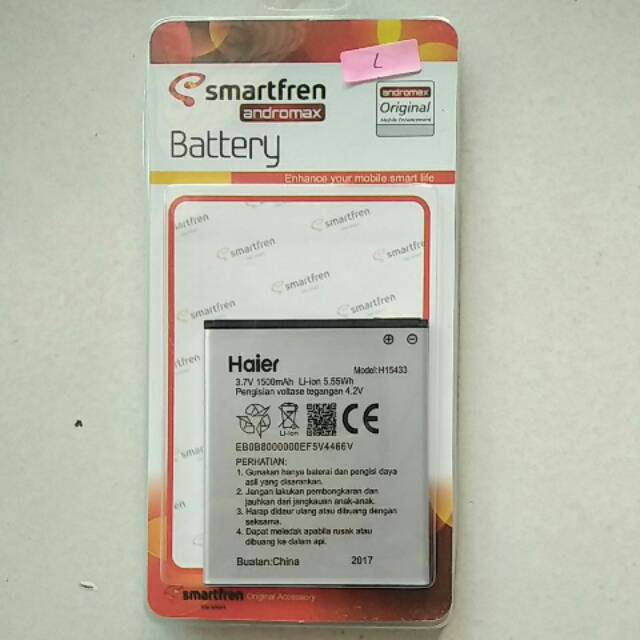 L
smartfren
andromax
Battery
andromax
Original
Mobile Enhancement
Enhance your mobile smart life
smartfren
smartfren
smartfren
smartfren
smartfren
smartfren
Haier
Model:H15433
3.7V 1500mAh Li-ion 5.55Wh
Pengisian voltase tegangan 4.2V
Li-ion
CE
EB0B8000000EF5V4466V
PERHATIAN:
1. Gunakan hanya baterai dan pengisi daya
asli yang disarankan.
2. Jangan lakukan pembongkaran dan
jauhkan dari jangkauan anak-anak.
3. Harap didaur ulang atau dibuang dengan
seksama.
4. Dapat meledak apabila rusak atau
dibuang ke dalam api.
Buatan:China 2017
smartfren Original Accessory